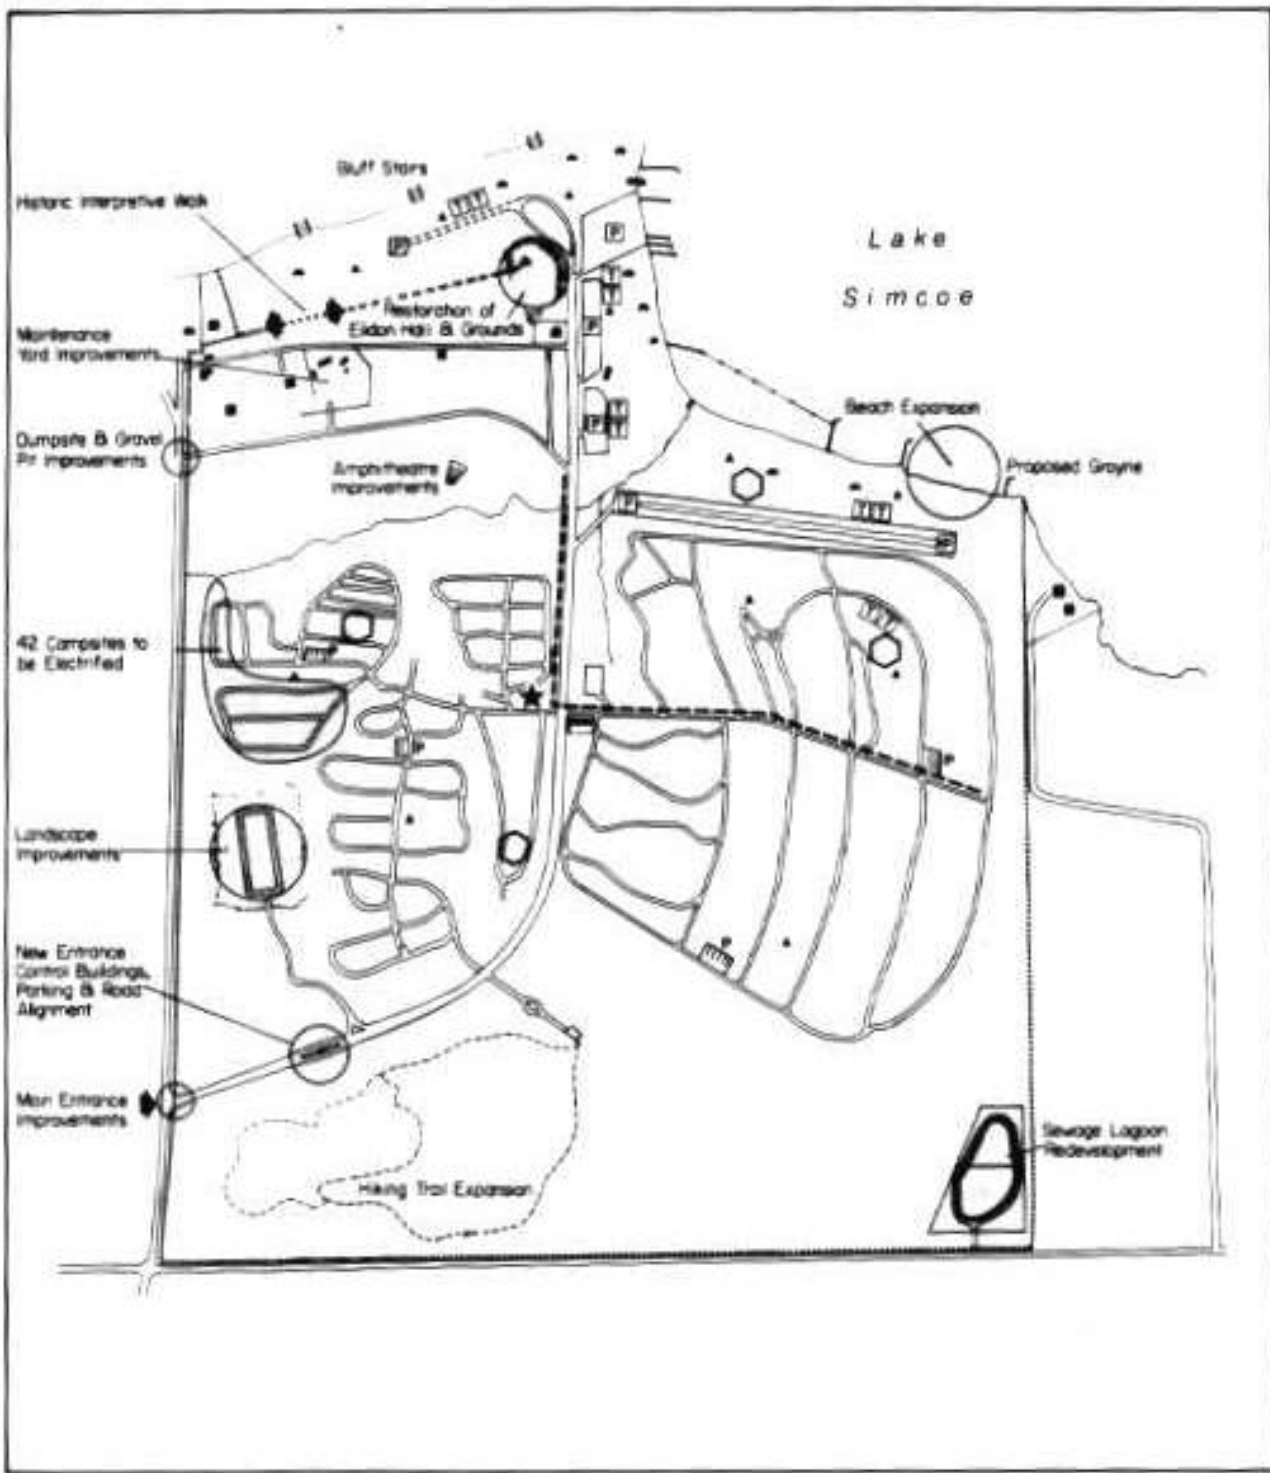 Bluff Stairs
Historic Interpretive Walk
Lake
Simcoe
Restoration of
Eildon Hall & Grounds
Maintenance
Yard Improvements
Beach Expansion
Dumpsite & Gravel
Pit Improvements
Proposed Groyne
Amphitheatre
Improvements
42 Campsites to
be Electrified
Landscape
Improvements
New Entrance
Control Buildings,
Parking & Road
Alignment
Main Entrance
Improvements
Sewage Lagoon
Redevelopment
Hiking Trail Expansion
P
P
P
P
P
P
P
P
P
T
T
T
T
T
T
T
T